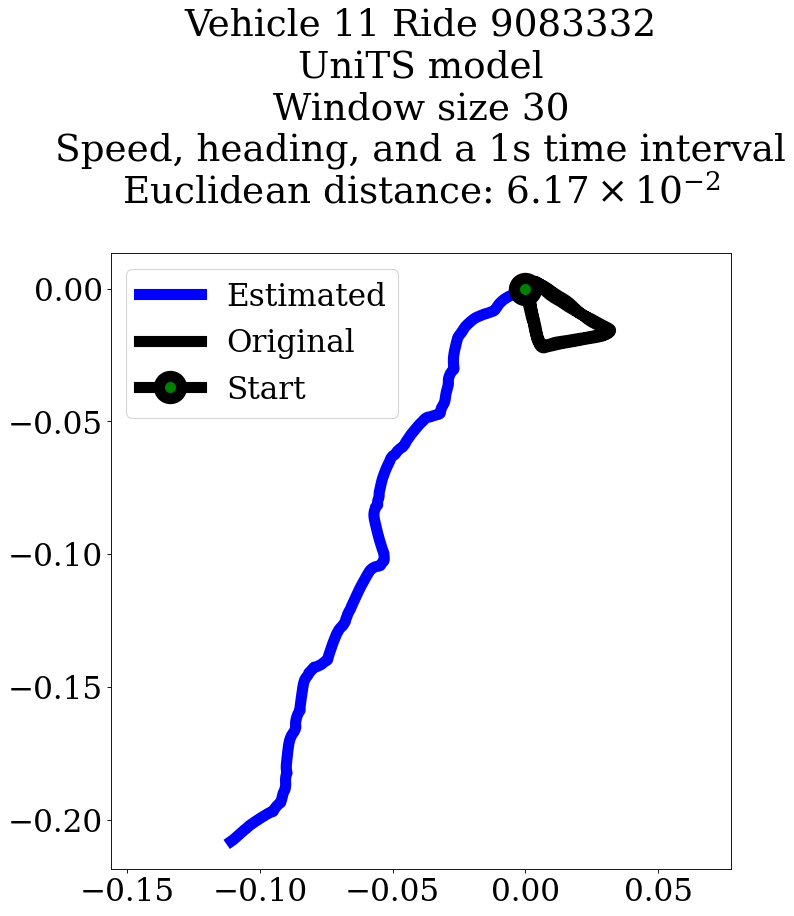 Vehicle 11 Ride 9083332
UniTS model
Window size 30
Speed, heading, and a 1s time interval
Euclidean distance: 6.17 × 10⁻²
Estimated
Original
Start
0.00
−0.05
−0.10
−0.15
−0.20
−0.15 −0.10 −0.05 0.00 0.05